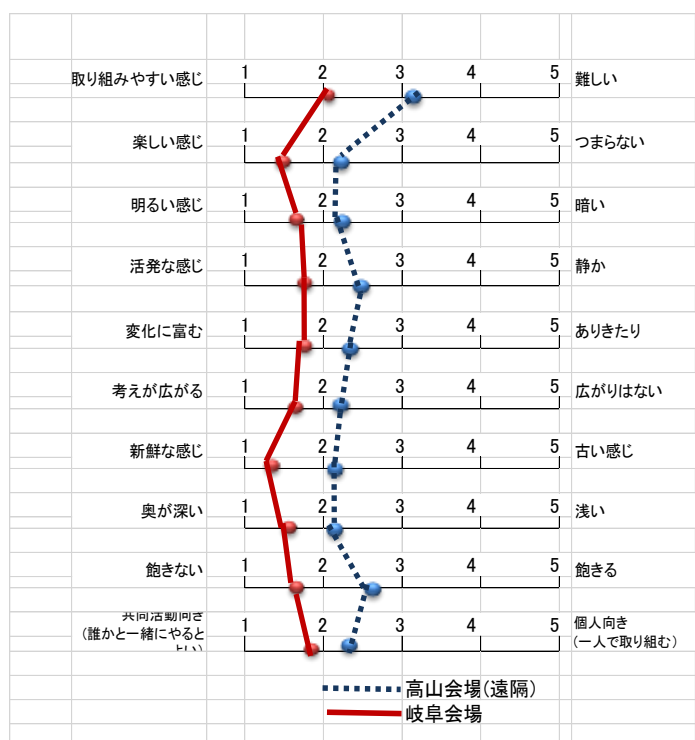 取り組みやすい感じ 1 2 3 4 5 難しい
楽しい感じ 1 2 3 4 5 つまらない
明るい感じ 1 2 3 4 5 暗い
活発な感じ 1 2 3 4 5 静か
変化に富む 1 2 3 4 5 ありきたり
考えが広がる 1 2 3 4 5 広がりはない
新鮮な感じ 1 2 3 4 5 古い感じ
奥が深い 1 2 3 4 5 浅い
飽きない 1 2 3 4 5 飽きる
共同活動向き
(誰かと一緒にやると
よい) 1 2 3 4 5 個人向き
(一人で取り組む)
高山会場(遠隔)
岐阜会場